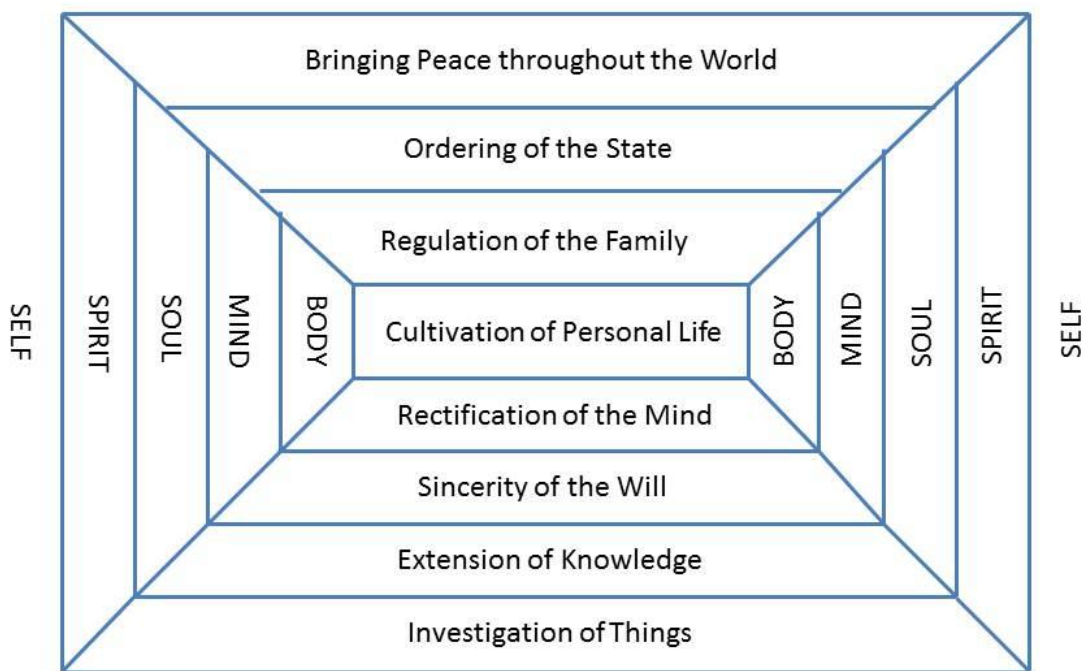 Bringing Peace throughout the World
Ordering of the State
Regulation of the Family
SELF
SPIRIT
SOUL
MIND
BODY
Cultivation of Personal Life
BODY
MIND
SOUL
SPIRIT
SELF
Rectification of the Mind
Sincerity of the Will
Extension of Knowledge
Investigation of Things